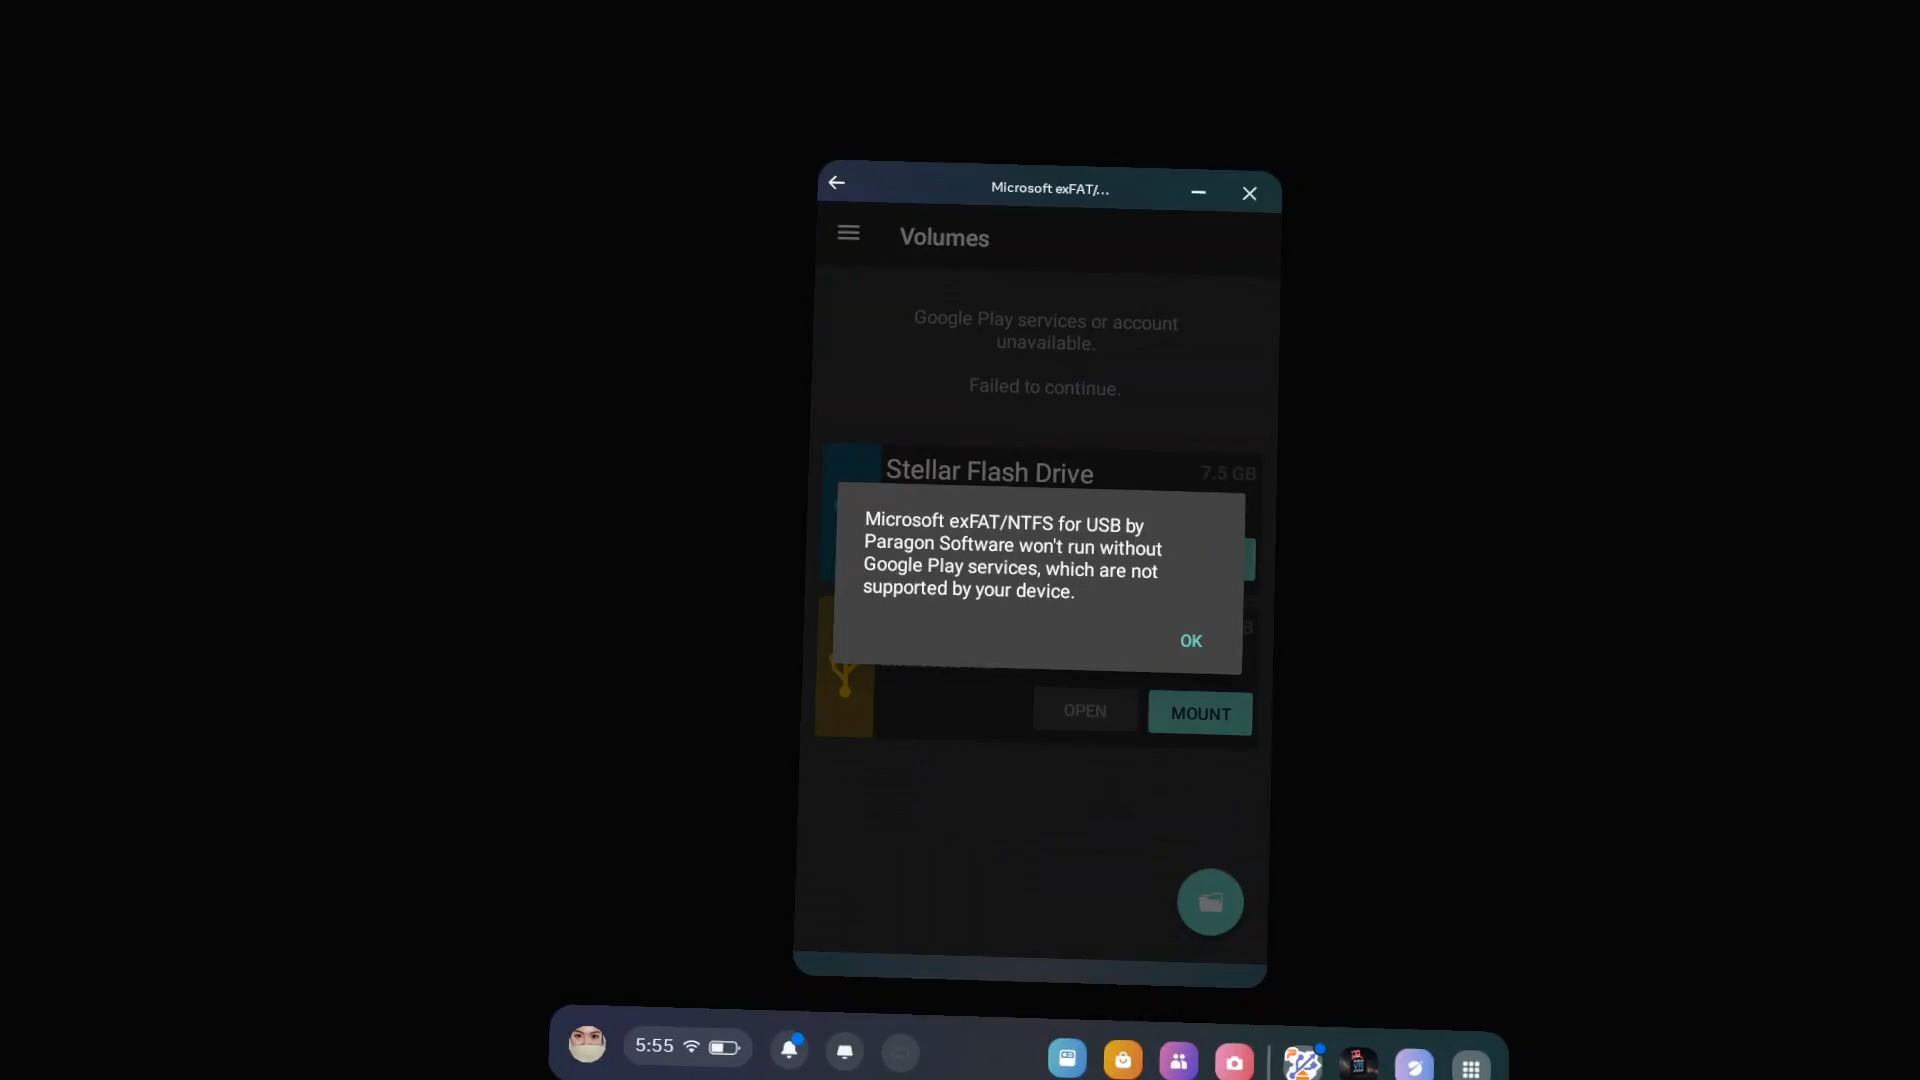 Microsoft exFAT/...
Volumes
Google Play services or account
unavailable.
Failed to continue.
Stellar Flash Drive
7.5 GB
Microsoft exFAT/NTFS for USB by
Paragon Software won't run without
Google Play services, which are not
supported by your device.
OK
OPEN
MOUNT
5:55